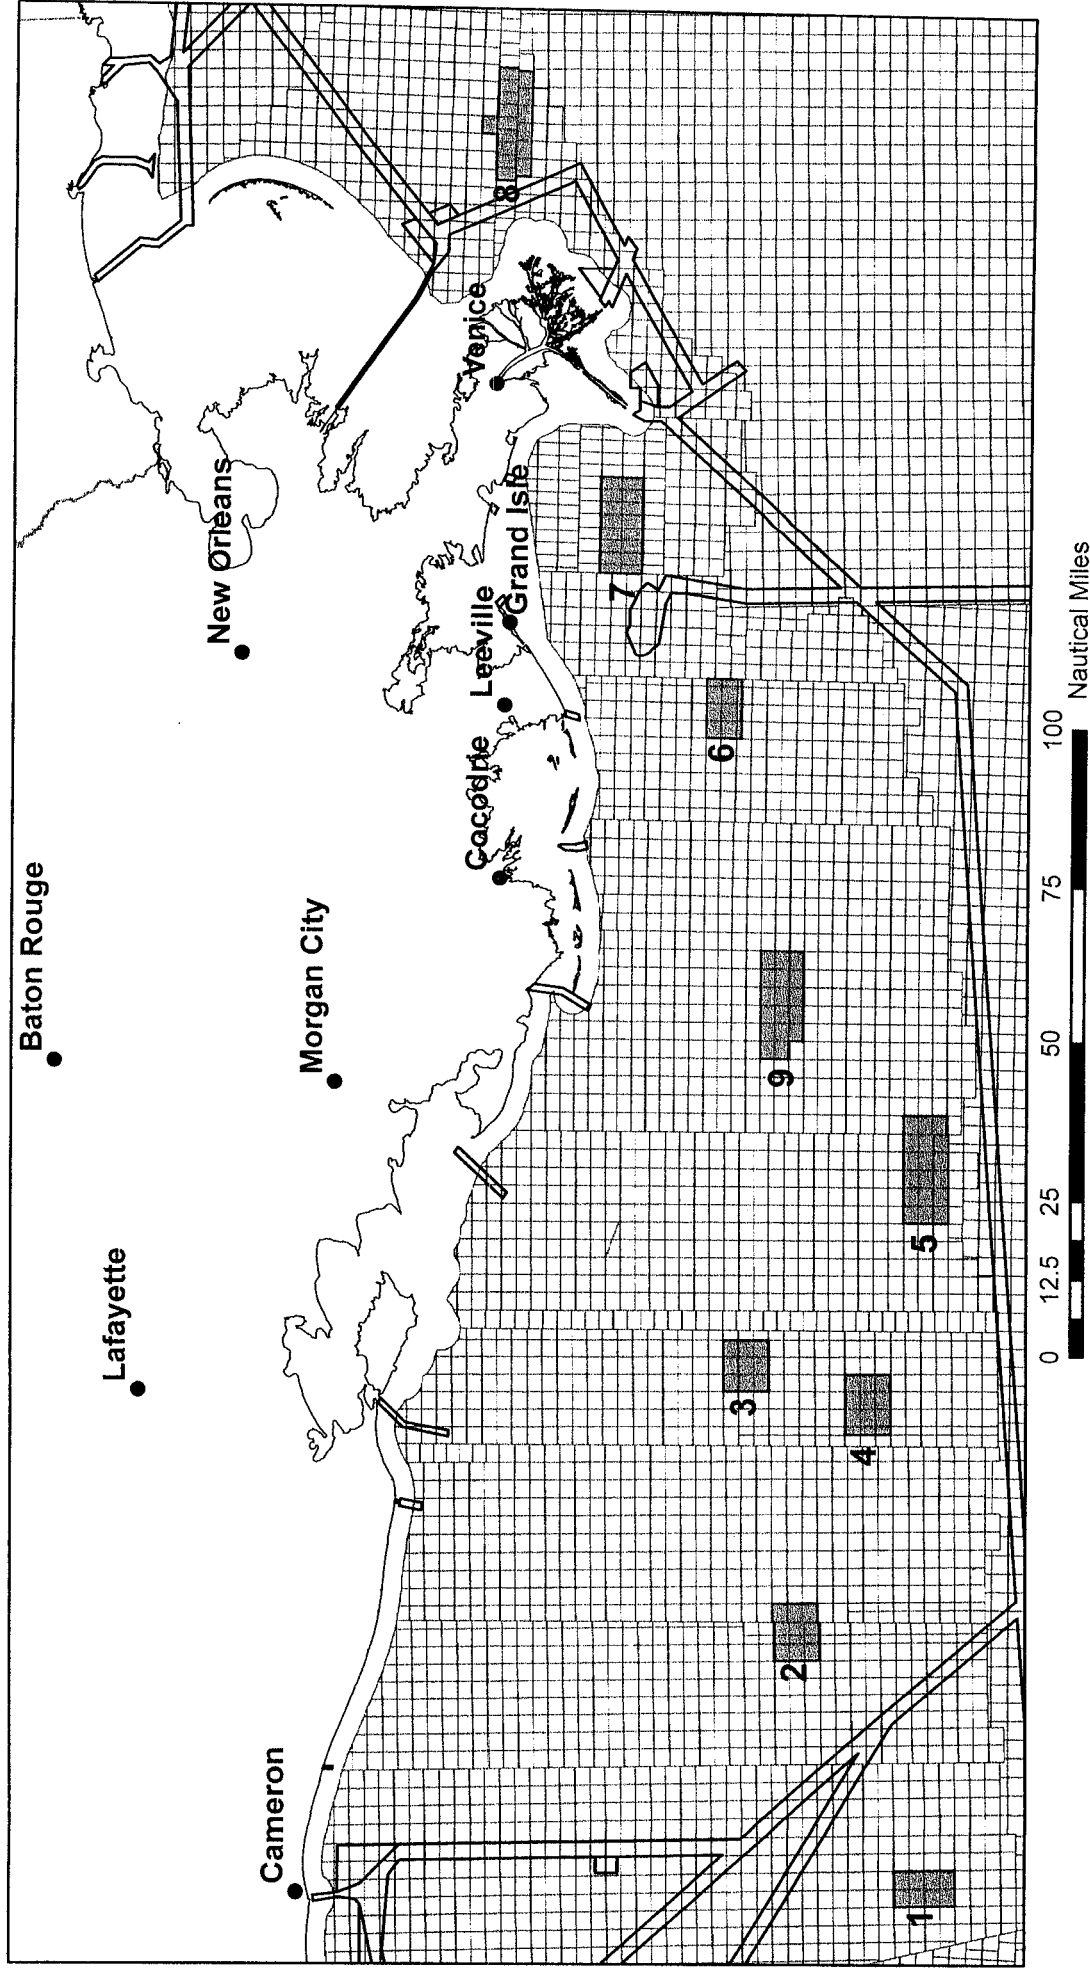 Baton Rouge
Lafayette
New Orleans
Morgan City
Cameron
Venice
Grand Isle
Leeville
Cocodrie
8
7
6
9
3
2
4
5
1
0 12.5 25 50 75 100
Nautical Miles